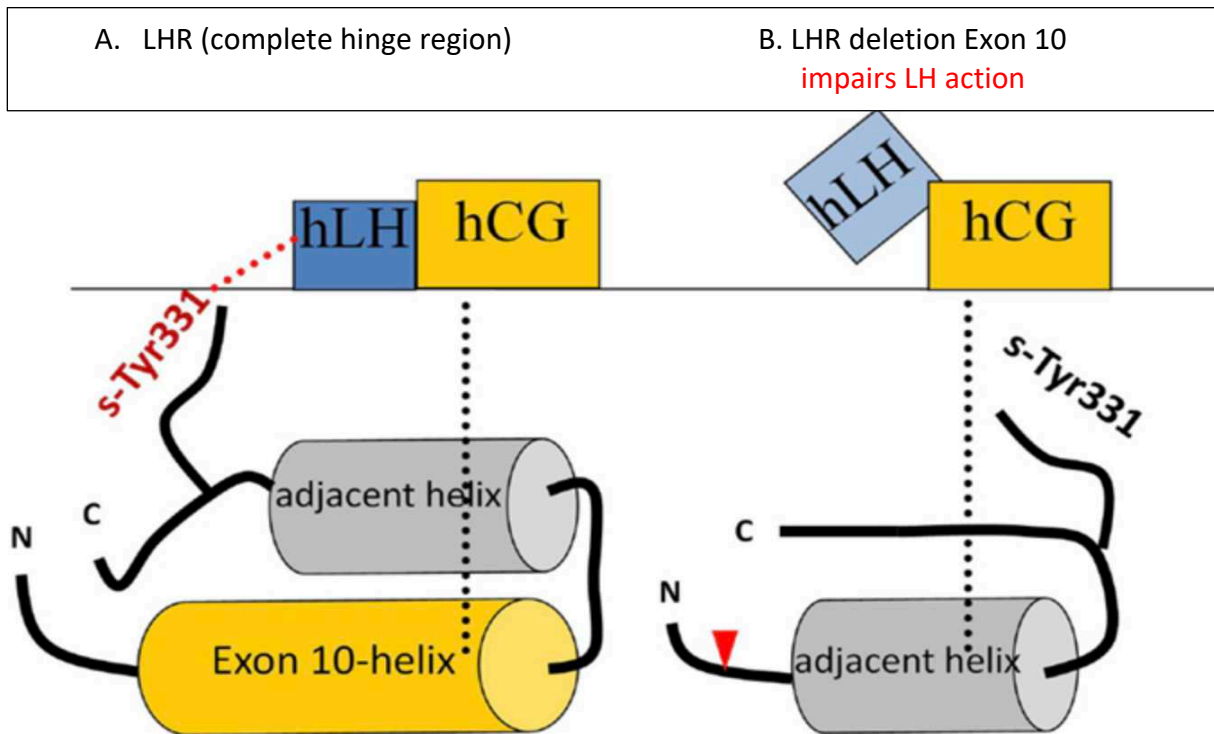 A. LHR (complete hinge region)
B. LHR deletion Exon 10
impairs LH action
hLH
hCG
hLH
hCG
s-Tyr331
s-Tyr331
adjacent helix
N
C
Exon 10-helix
C
N
adjacent helix